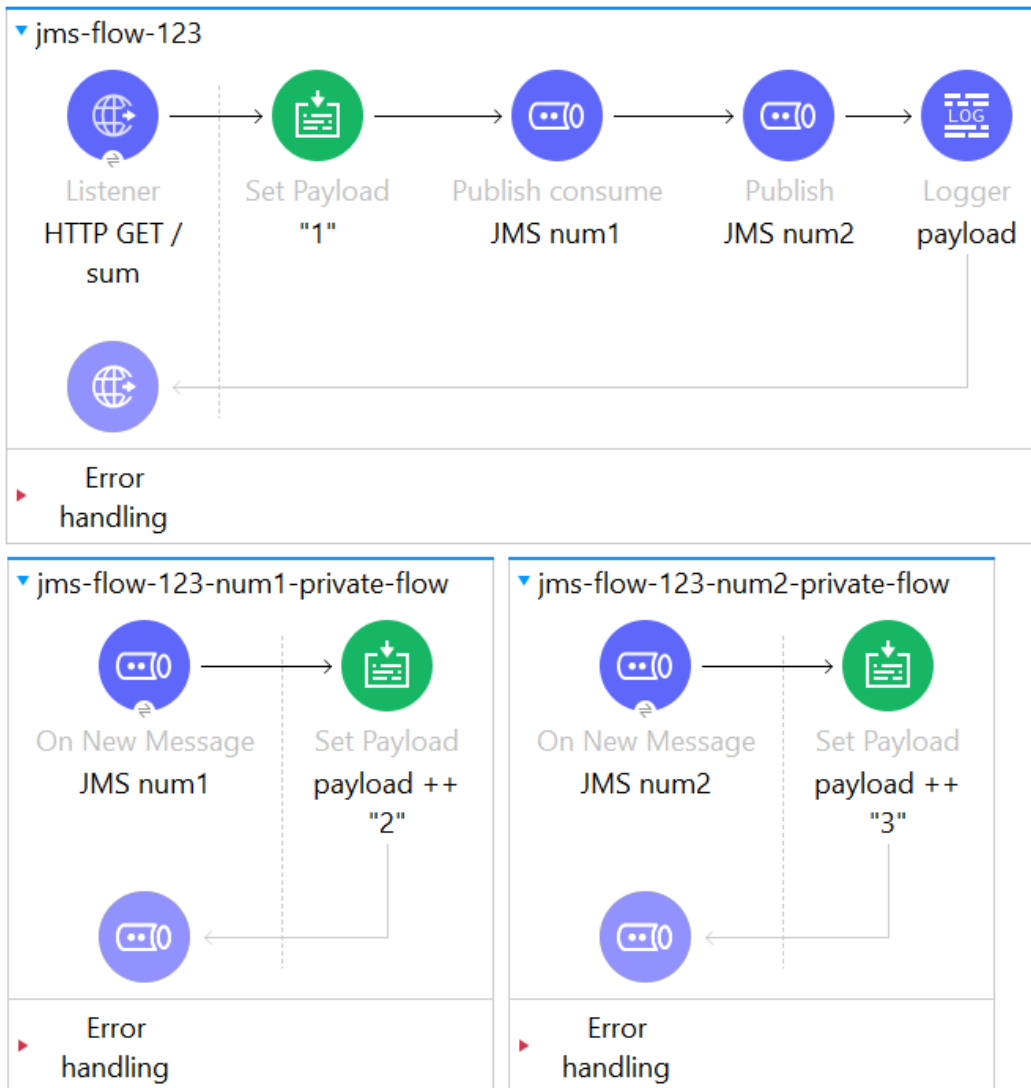 jms-flow-123
LOG
Listener
Set Payload
Publish consume
Publish
Logger
HTTP GET /
sum
"1"
JMS num1
JMS num2
payload
Error
handling
jms-flow-123-num1-private-flow
On New Message
Set Payload
JMS num1
payload ++
"2"
Error
handling
jms-flow-123-num2-private-flow
On New Message
Set Payload
JMS num2
payload ++
"3"
Error
handling